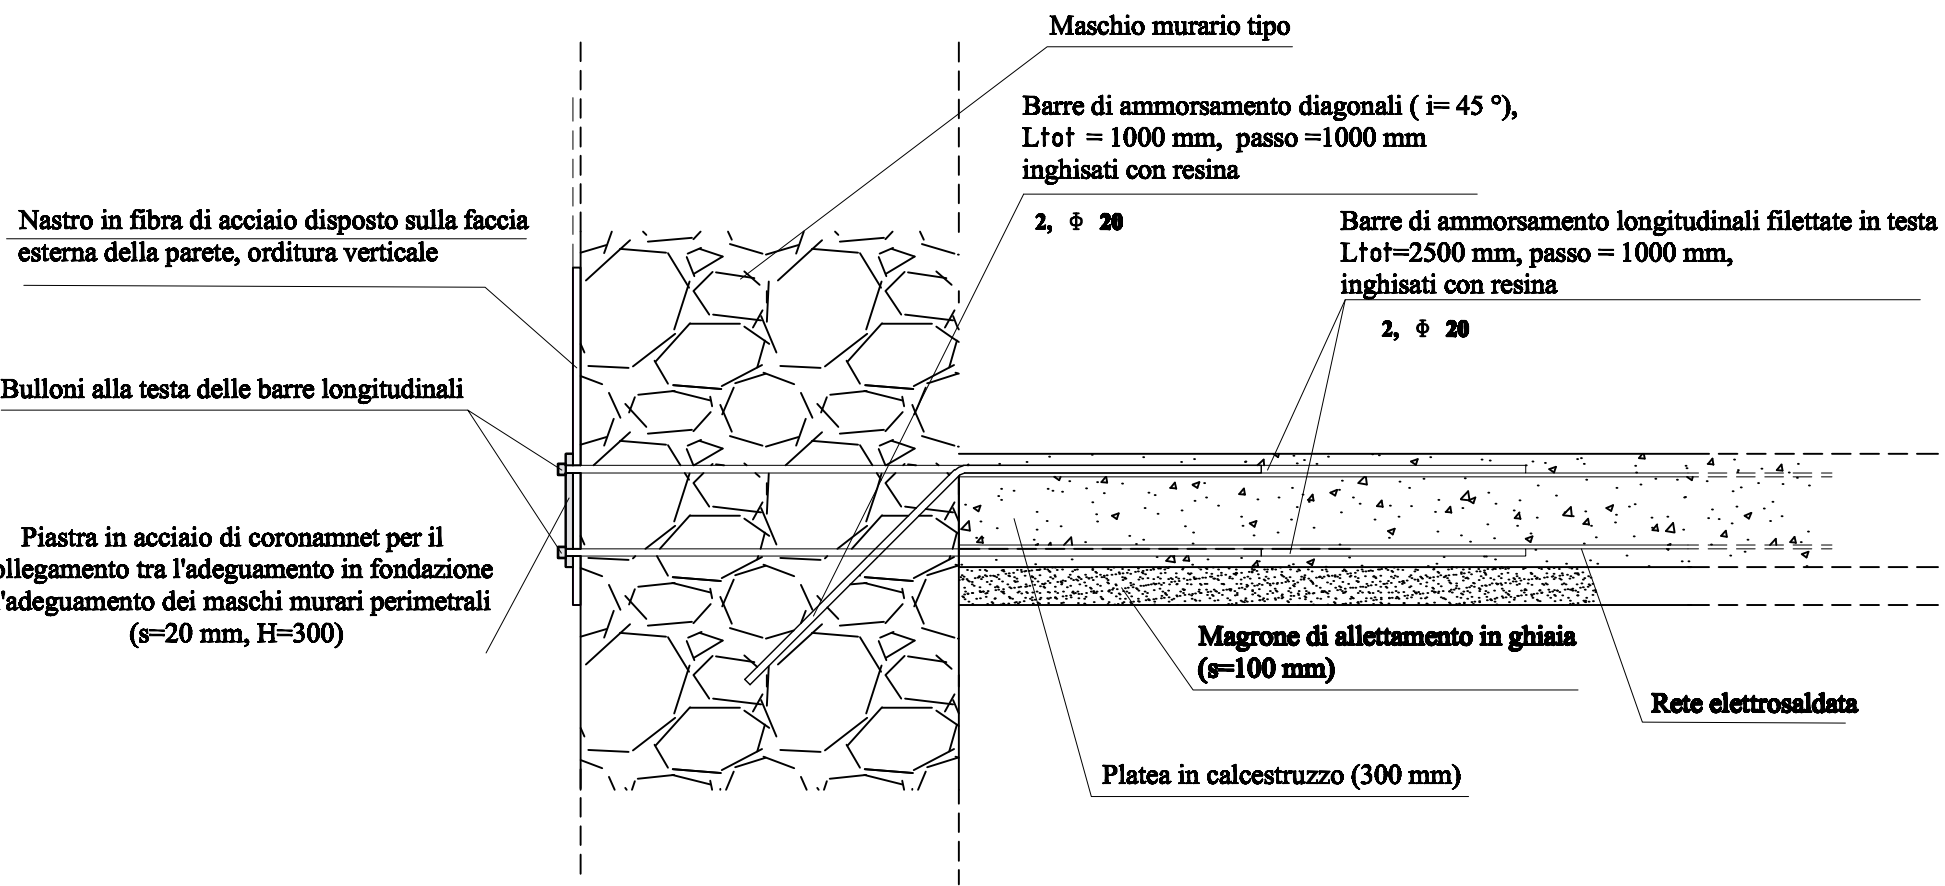 Maschio murario tipo
Barre di ammorsamento diagonali ( i= 45 °),
Ltot = 1000 mm, passo =1000 mm
inghisati con resina
2, Φ 20
Nastro in fibra di acciaio disposto sulla faccia
esterna della parete, orditura verticale
Barre di ammorsamento longitudinali filettate in testa
Ltot=2500 mm, passo = 1000 mm,
inghisati con resina
2, Φ 20
Bulloni alla testa delle barre longitudinali
Piastra in acciaio di coronamnet per il
ollegamento tra l'adeguamento in fondazione
'adeguamento dei maschi murari perimetrali
(s=20 mm, H=300)
Magrone di allettamento in ghiaia
(s=100 mm)
Rete elettrosaldata
Platea in calcestruzzo (300 mm)